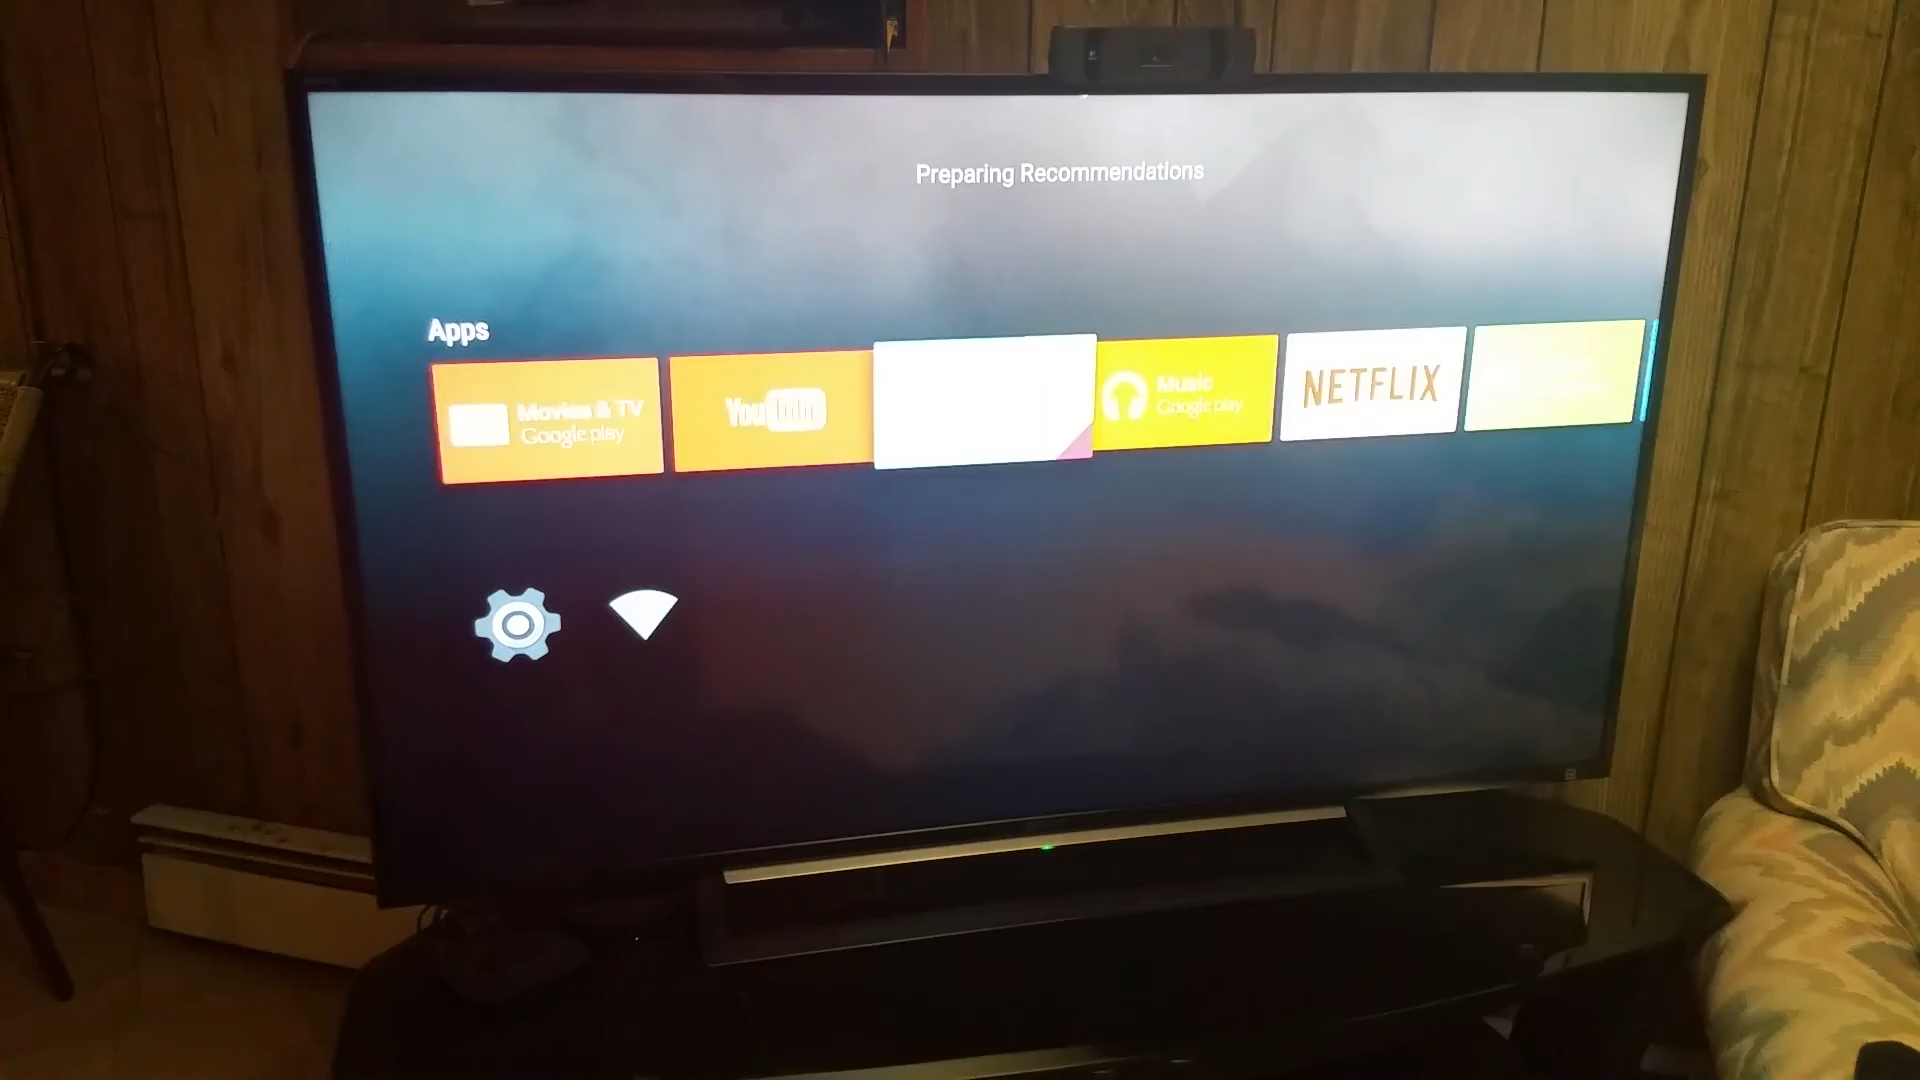 Preparing Recommendations
Apps
Movies & TV
Google play
YouTube
Music
Google play
NETFLIX